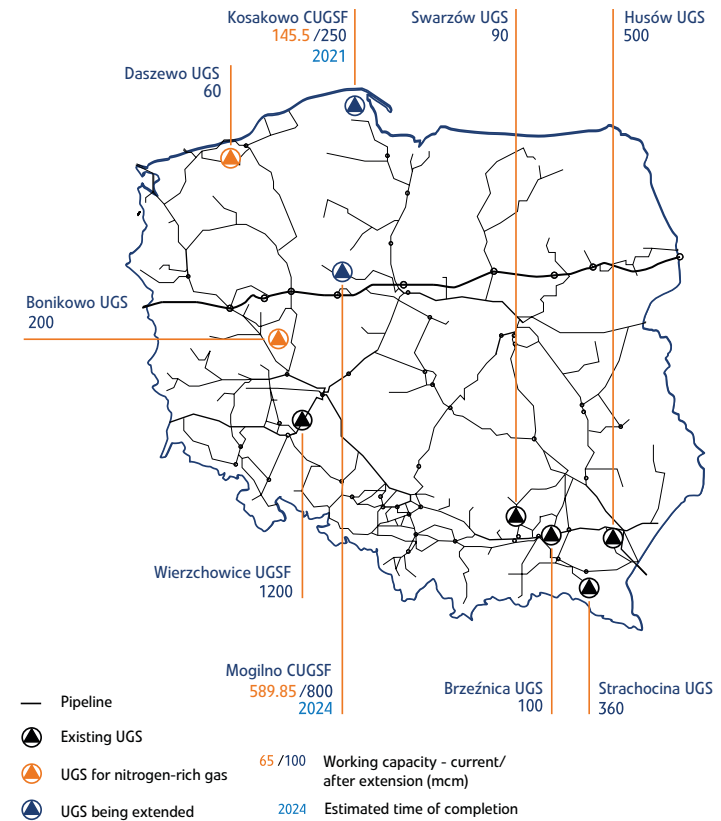 Kosakowo CUGSF
145.5 /250
2021
Swarzów UGS
90
Husów UGS
500
Daszewo UGS
60
Bonikowo UGS
200
Wierzchowice UGSF
1200
Mogilno CUGSF
589.85 /800
2024
Brzeźnica UGS
100
Strachocina UGS
360
Pipeline
Existing UGS
UGS for nitrogen-rich gas
UGS being extended
65 /100 Working capacity - current/
after extension (mcm)
2024 Estimated time of completion